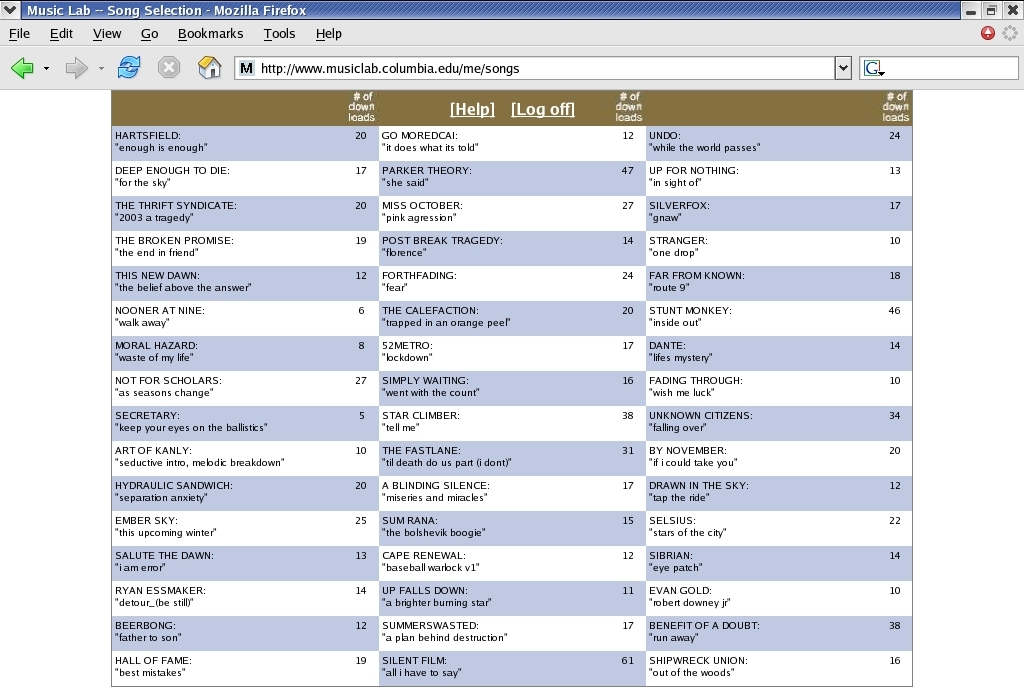 Music Lab -- Song Selection - Mozilla Firefox
File Edit View Go Bookmarks Tools Help
M http://www.musiclab.columbia.edu/me/songs G
# of down loads [Help] [Log off] # of down loads # of down loads
HARTSFIELD: 20 GO MOREDCAI: 12 UNDO: 24
"enough is enough" "it does what its told" "while the world passes"
DEEP ENOUGH TO DIE: 17 PARKER THEORY: 47 UP FOR NOTHING: 13
"for the sky" "she said" "in sight of"
THE THRIFT SYNDICATE: 20 MISS OCTOBER: 27 SILVERFOX: 17
"2003 a tragedy" "pink agression" "gnaw"
THE BROKEN PROMISE: 19 POST BREAK TRAGEDY: 14 STRANGER: 10
"the end in friend" "florence" "one drop"
THIS NEW DAWN: 12 FORTHFADING: 24 FAR FROM KNOWN: 18
"the belief above the answer" "fear" "route 9"
NOONER AT NINE: 6 THE CALEFACTION: 20 STUNT MONKEY: 46
"walk away" "trapped in an orange peel" "inside out"
MORAL HAZARD: 8 52METRO: 17 DANTE: 14
"waste of my life" "lockdown" "lifes mystery"
NOT FOR SCHOLARS: 27 SIMPLY WAITING: 16 FADING THROUGH: 10
"as seasons change" "went with the count" "wish me luck"
SECRETARY: 5 STAR CLIMBER: 38 UNKNOWN CITIZENS: 34
"keep your eyes on the ballistics" "tell me" "falling over"
ART OF KANLY: 10 THE FASTLANE: 31 BY NOVEMBER: 20
"seductive intro, melodic breakdown" "til death do us part (i dont)" "if i could take you"
HYDRAULIC SANDWICH: 20 A BLINDING SILENCE: 17 DRAWN IN THE SKY: 12
"separation anxiety" "miseries and miracles" "tap the ride"
EMBER SKY: 25 SUM RANA: 15 SELSIUS: 22
"this upcoming winter" "the bolshevik boogie" "stars of the city"
SALUTE THE DAWN: 13 CAPE RENEWAL: 12 SIBRIAN: 14
"i am error" "baseball warlock v1" "eye patch"
RYAN ESSMAKER: 14 UP FALLS DOWN: 11 EVAN GOLD: 10
"detour_(be still)" "a brighter burning star" "robert downey jr"
BEERBONG: 12 SUMMERSWASTED: 17 BENEFIT OF A DOUBT: 38
"father to son" "a plan behind destruction" "run away"
HALL OF FAME: 19 SILENT FILM: 61 SHIPWRECK UNION: 16
"best mistakes" "all i have to say" "out of the woods"